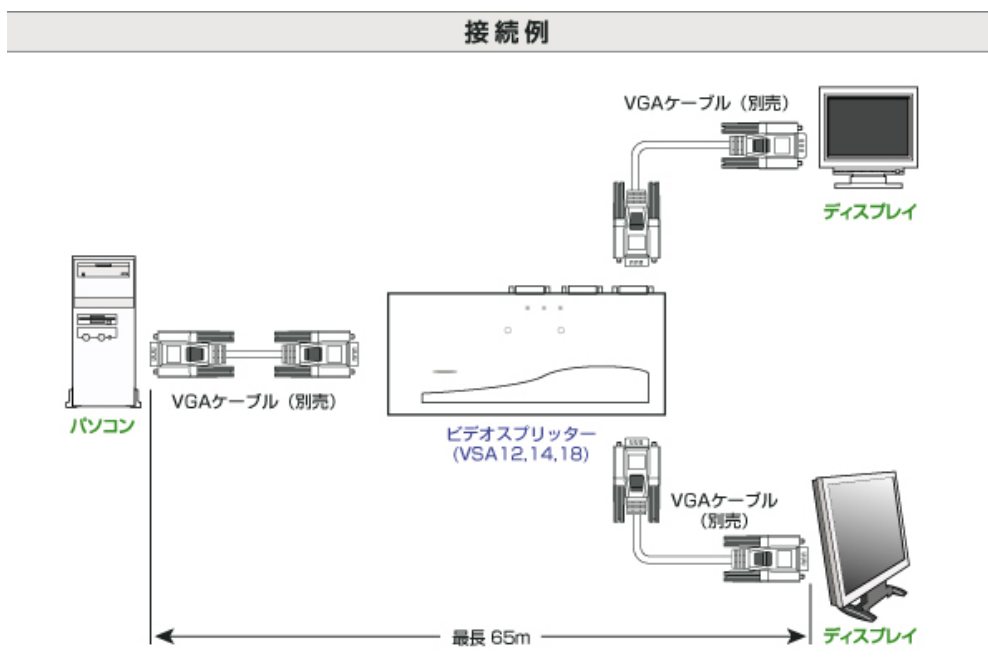 接続例
VGAケーブル（別売）
ディスプレイ
VGAケーブル（別売）
パソコン
ビデオスプリッター
(VSA12,14,18)
VGAケーブル
（別売）
最長 65m
ディスプレイ